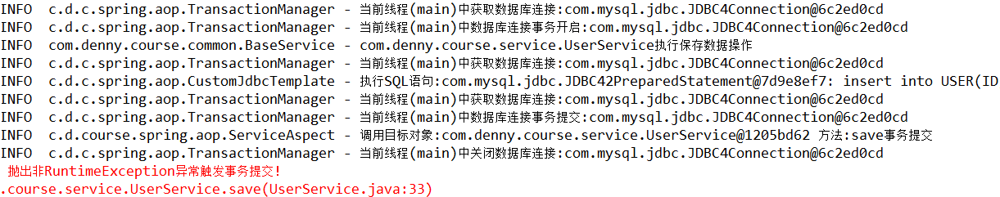 INFO  c.d.c.spring.aop.TransactionManager - 当前线程(main)中获取数据库连接:com.mysql.jdbc.JDBC4Connection@6c2ed0cd
INFO  c.d.c.spring.aop.TransactionManager - 当前线程(main)中数据库连接事务开启:com.mysql.jdbc.JDBC4Connection@6c2ed0cd
INFO  com.denny.course.common.BaseService - com.denny.course.service.UserService执行保存数据操作
INFO  c.d.c.spring.aop.TransactionManager - 当前线程(main)中获取数据库连接:com.mysql.jdbc.JDBC4Connection@6c2ed0cd
INFO  c.d.c.spring.aop.CustomJdbcTemplate - 执行SQL语句:com.mysql.jdbc.JDBC42PreparedStatement@7d9e8ef7: insert into USER(ID
INFO  c.d.c.spring.aop.TransactionManager - 当前线程(main)中获取数据库连接:com.mysql.jdbc.JDBC4Connection@6c2ed0cd
INFO  c.d.c.spring.aop.TransactionManager - 当前线程(main)中数据库连接事务提交:com.mysql.jdbc.JDBC4Connection@6c2ed0cd
INFO  c.d.course.spring.aop.ServiceAspect - 调用目标对象:com.denny.course.service.UserService@1205bd62 方法:save事务提交
INFO  c.d.c.spring.aop.TransactionManager - 当前线程(main)中关闭数据库连接:com.mysql.jdbc.JDBC4Connection@6c2ed0cd
抛出非RuntimeException异常触发事务提交!
.course.service.UserService.save(UserService.java:33)